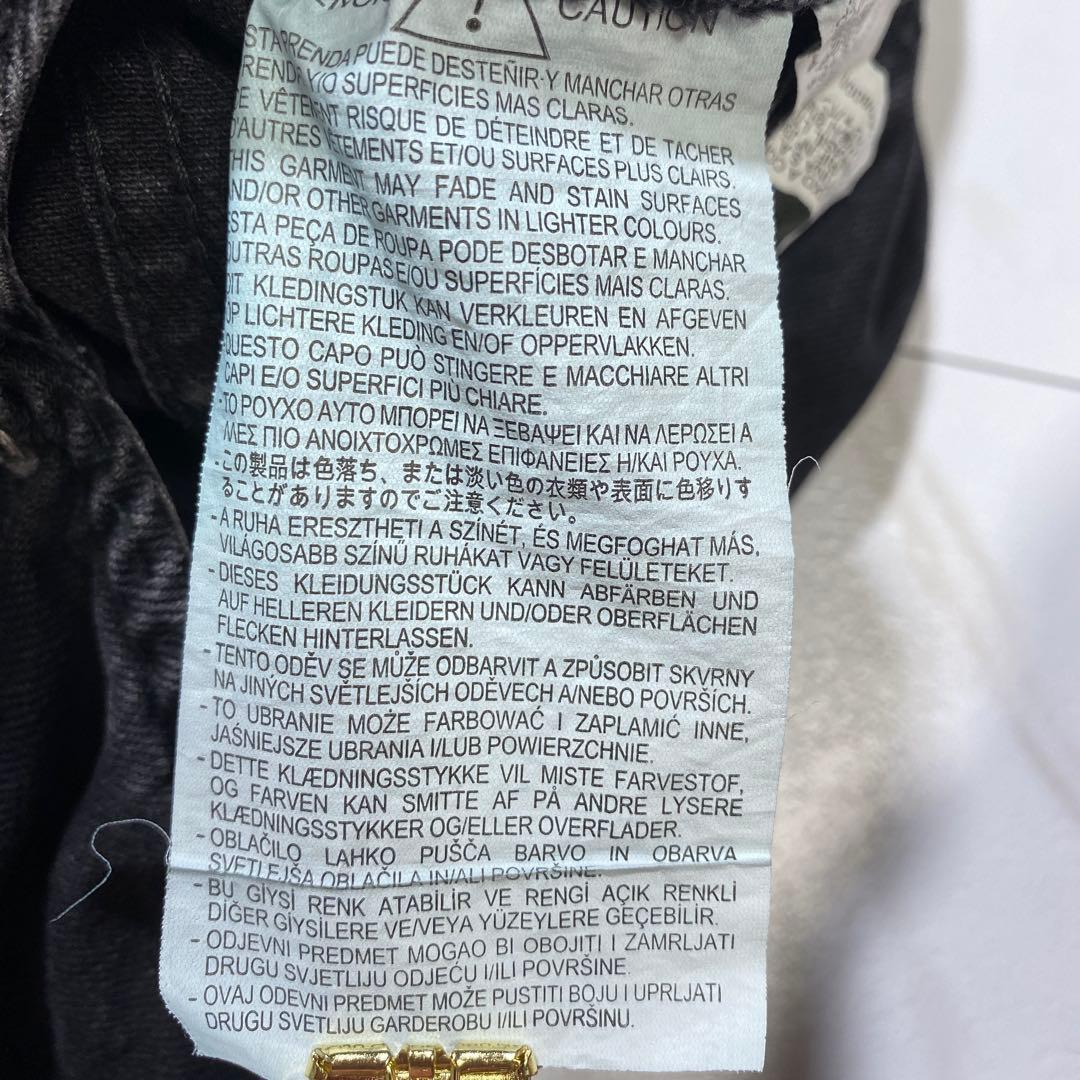 CAUTION
STA PRENDA PUEDE DESTEÑIR·Y MANCHAR OTRAS
RENDA Y/O SUPERFICIES MAS CLARAS.
E VÊTEMENT RISQUE DE DÉTEINDRE ET DE TACHER
D'AUTRES VÊTEMENTS ET/OU SURFACES PLUS CLAIRS.
HIS GARMENT MAY FADE AND STAIN SURFACES
ND/OR OTHER GARMENTS IN LIGHTER COLOURS.
STA PEÇA DE ROUPA PODE DESBOTAR E MANCHAR
UTRAS ROUPAS E/OU SUPERFÍCIES MAIS CLARAS.
IT KLEDINGSTUK KAN VERKLEUREN EN AFGEVEN
OP LICHTERE KLEDING EN/OF OPPERVLAKKEN.
QUESTO CAPO PUÒ STINGERE E MACCHIARE ALTRI
CAPI E/O SUPERFICI PIÙ CHIARE.
-ΤΟ ΡΟΥΧΟ ΑΥΤΟ ΜΠΟΡΕΙ ΝΑ ΞΕΒΑΨΕΙ ΚΑΙ ΝΑ ΛΕΡΩΣΕΙ Α
ΜΕΣ ΠΙΟ ΑΝΟΙΧΤΟΧΡΩΜΕΣ ΕΠΙΦΑΝΕΙΕΣ Η/ΚΑΙ ΡΟΥΧΑ.
-この製品は色落ち、または淡い色の衣類や表面に色移りす
ることがありますのでご注意ください。
-A RUHA ERESZTHETI A SZÍNÉT, ÉS MEGFOGHAT MÁS,
VILÁGOSABB SZÍNŰ RUHÁKAT VAGY FELÜLETEKET.
-DIESES KLEIDUNGSSTÜCK KANN ABFÄRBEN UND
AUF HELLEREN KLEIDERN UND/ODER OBERFLÄCHEN
FLECKEN HINTERLASSEN.
-TENTO ODĚV SE MŮŽE ODBARVIT A ZPŮSOBIT SKVRNY
NA JINÝCH SVĚTLEJŠÍCH ODĚVECH A/NEBO POVRŠÍCH.
-TO UBRANIE MOŻE FARBOWAĆ I ZAPLAMIĆ INNE,
JAŚNIEJSZE UBRANIA I/LUB POWIERZCHNIE.
-DETTE KLÆDNINGSSTYKKE VIL MISTE FARVESTOF,
OG FARVEN KAN SMITTE AF PÅ ANDRE LYSERE
KLÆDNINGSSTYKKER OG/ELLER OVERFLADER.
-OBLAČILO LAHKO PUŠČA BARVO IN OBARVA
SVETLEJŠA OBLAČILA IN/ALI POVRŠINE.
-BU GİYSİ RENK ATABİLİR VE RENGİ AÇIK RENKLİ
DİĞER GİYSİLERE VE/VEYA YÜZEYLERE GEÇEBİLİR.
-ODJEVNI PREDMET MOGAO BI OBOJITI I ZAMRLJATI
DRUGU SVJETLIJU ODJEĆU I/ILI POVRŠINE.
-OVAJ ODEVNI PREDMET MOŽE PUSTITI BOJU I UPRLJATI
DRUGU SVETLIJU GARDEROBU I/ILI POVRŠINU.